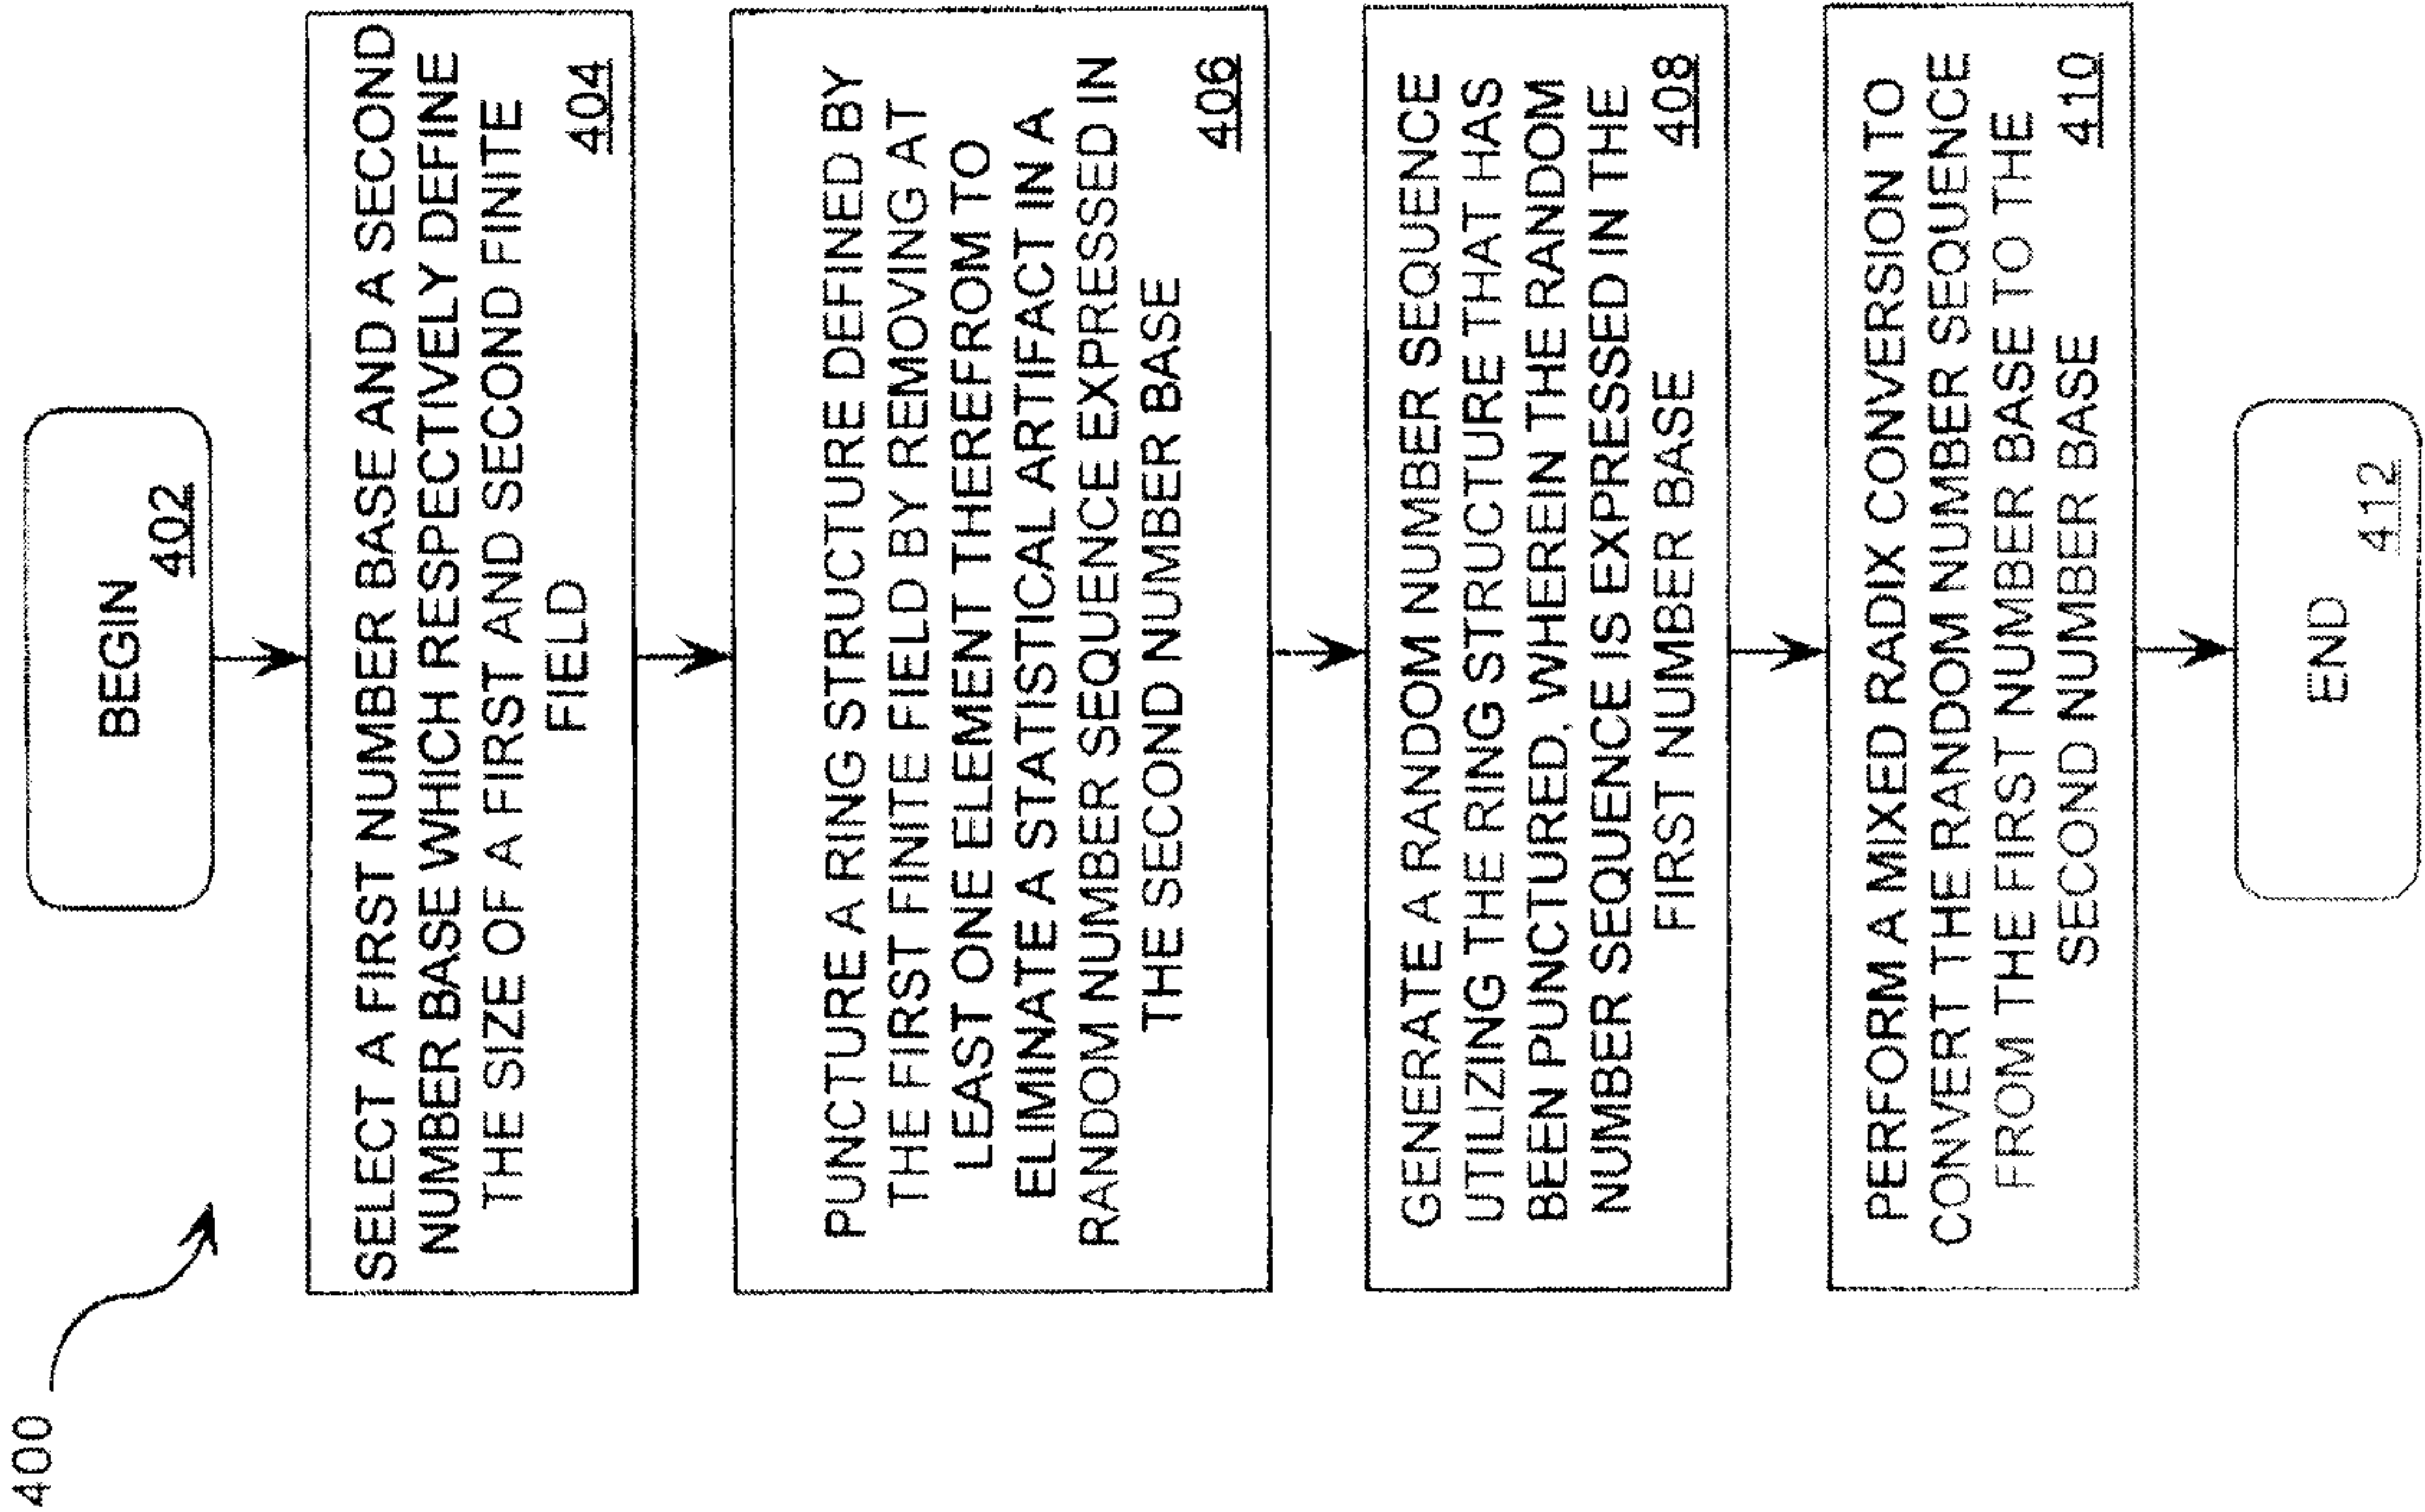 400
BEGIN
402
SELECT A FIRST NUMBER BASE AND A SECOND
NUMBER BASE WHICH RESPECTIVELY DEFINE
THE SIZE OF A FIRST AND SECOND FINITE
FIELD
404
PUNCTURE A RING STRUCTURE DEFINED BY
THE FIRST FINITE FIELD BY REMOVING AT
LEAST ONE ELEMENT THEREFROM TO
ELIMINATE A STATISTICAL ARTIFACT IN A
RANDOM NUMBER SEQUENCE EXPRESSED IN
THE SECOND NUMBER BASE
406
GENERATE A RANDOM NUMBER SEQUENCE
UTILIZING THE RING STRUCTURE THAT HAS
BEEN PUNCTURED, WHEREIN THE RANDOM
NUMBER SEQUENCE IS EXPRESSED IN THE
FIRST NUMBER BASE
408
PERFORM A MIXED RADIX CONVERSION TO
CONVERT THE RANDOM NUMBER SEQUENCE
FROM THE FIRST NUMBER BASE TO THE
SECOND NUMBER BASE
410
END
412